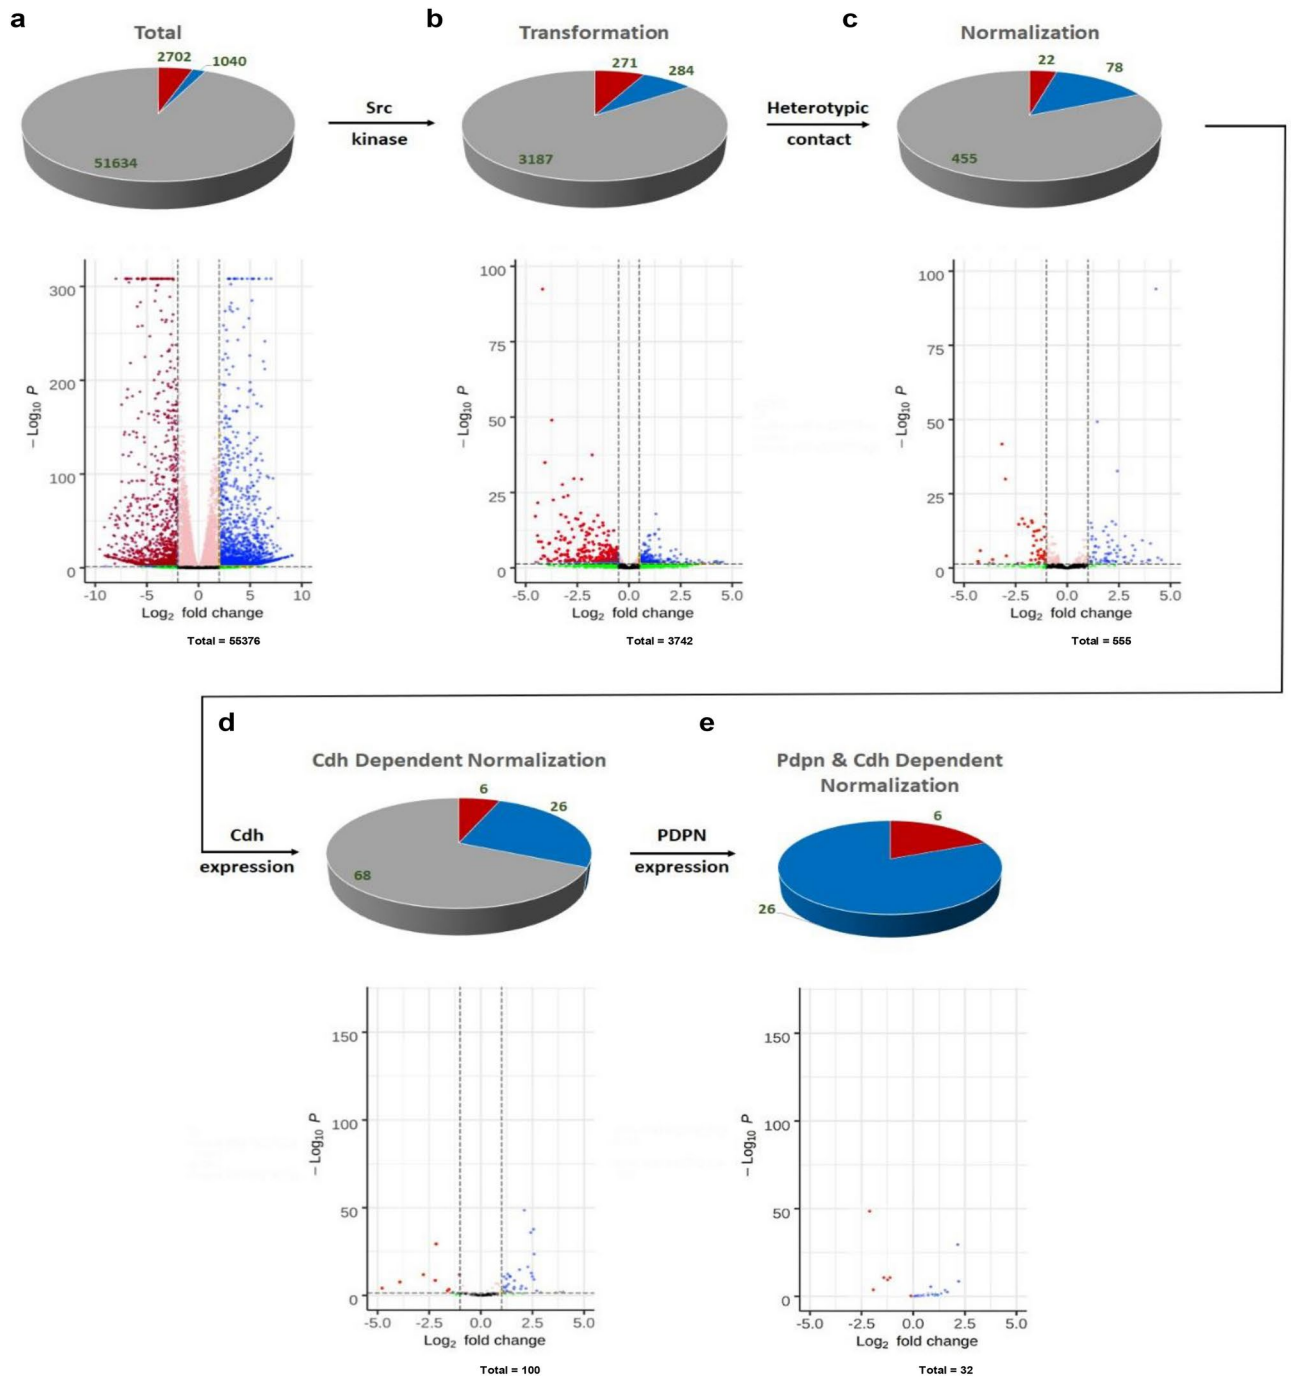 a
Total
2702
1040
51634
Src
kinase
b
Transformation
271
284
3187
Heterotypic
contact
c
Normalization
22
78
455
300
200
100
0
− Log10 P
-10 -5 0 5 10
Log2 fold change
Total = 55376
100
75
50
25
0
− Log10 P
-5.0 -2.5 0.0 2.5 5.0
Log2 fold change
Total = 3742
100
75
50
25
0
− Log10 P
-5.0 -2.5 0.0 2.5 5.0
Log2 fold change
Total = 555
Cdh
expression
d
Cdh Dependent Normalization
6
26
68
PDPN
expression
e
Pdpn & Cdh Dependent
Normalization
6
26
150
100
50
0
− Log10 P
-5.0 -2.5 0.0 2.5 5.0
Log2 fold change
Total = 100
150
100
50
0
− Log10 P
-5.0 -2.5 0.0 2.5 5.0
Log2 fold change
Total = 32